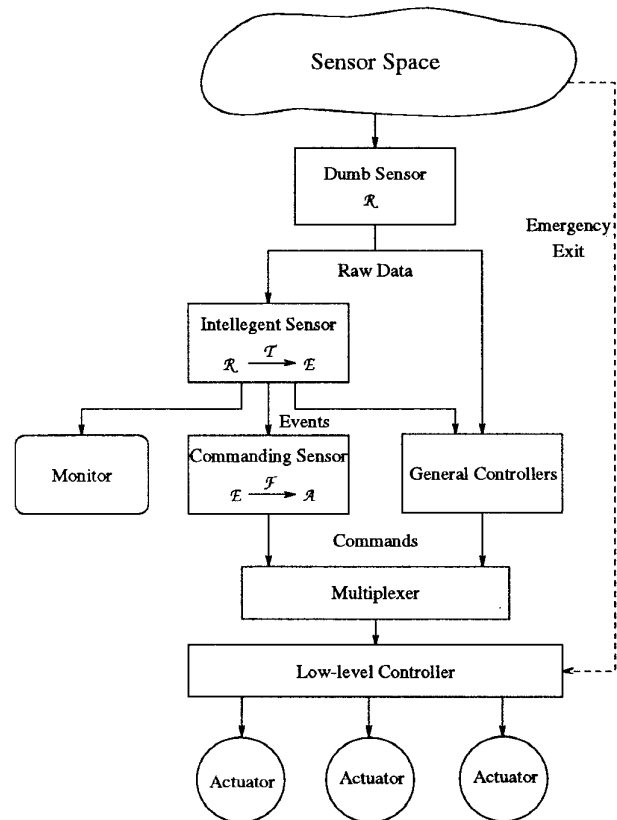 Sensor Space
Dumb Sensor
R
Emergency
Exit
Raw Data
Intellegent Sensor
R T E
Events
Commanding Sensor
E F A
General Controllers
Monitor
Commands
Multiplexer
Low-level Controller
Actuator
Actuator
Actuator